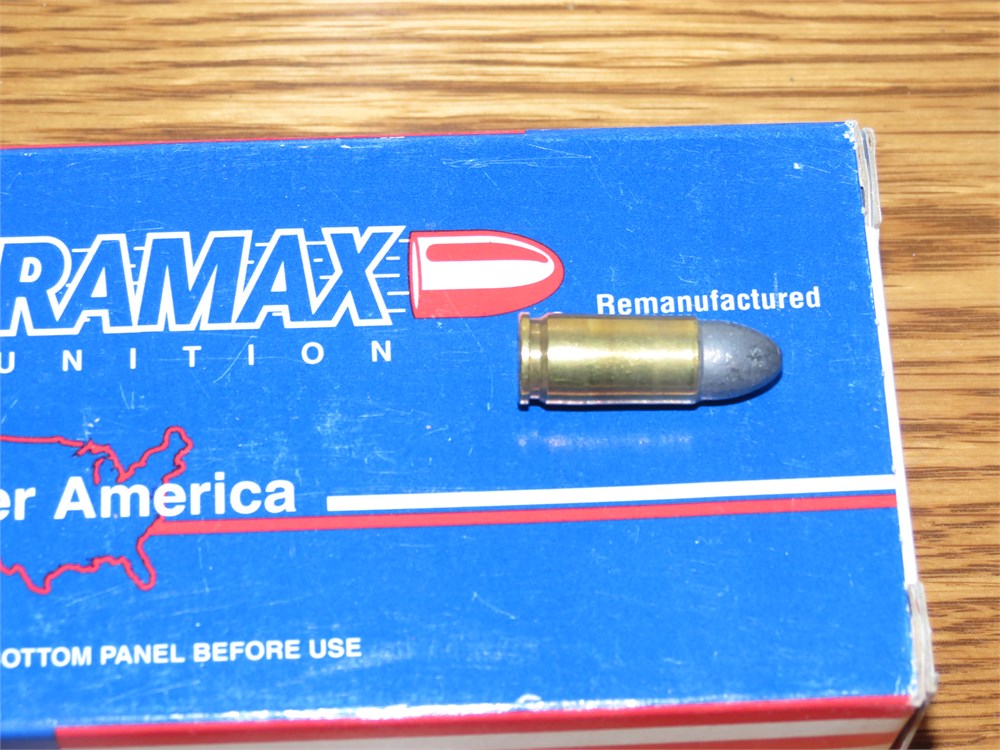 RAMAX
UNITION
Remanufactured
er America
OTTOM PANEL BEFORE USE